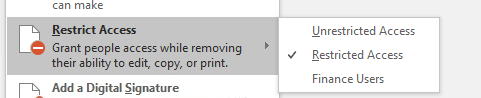 can make
Restrict Access
Grant people access while removing
their ability to edit, copy, or print.
Add a Digital Signature
Unrestricted Access
Restricted Access
Finance Users